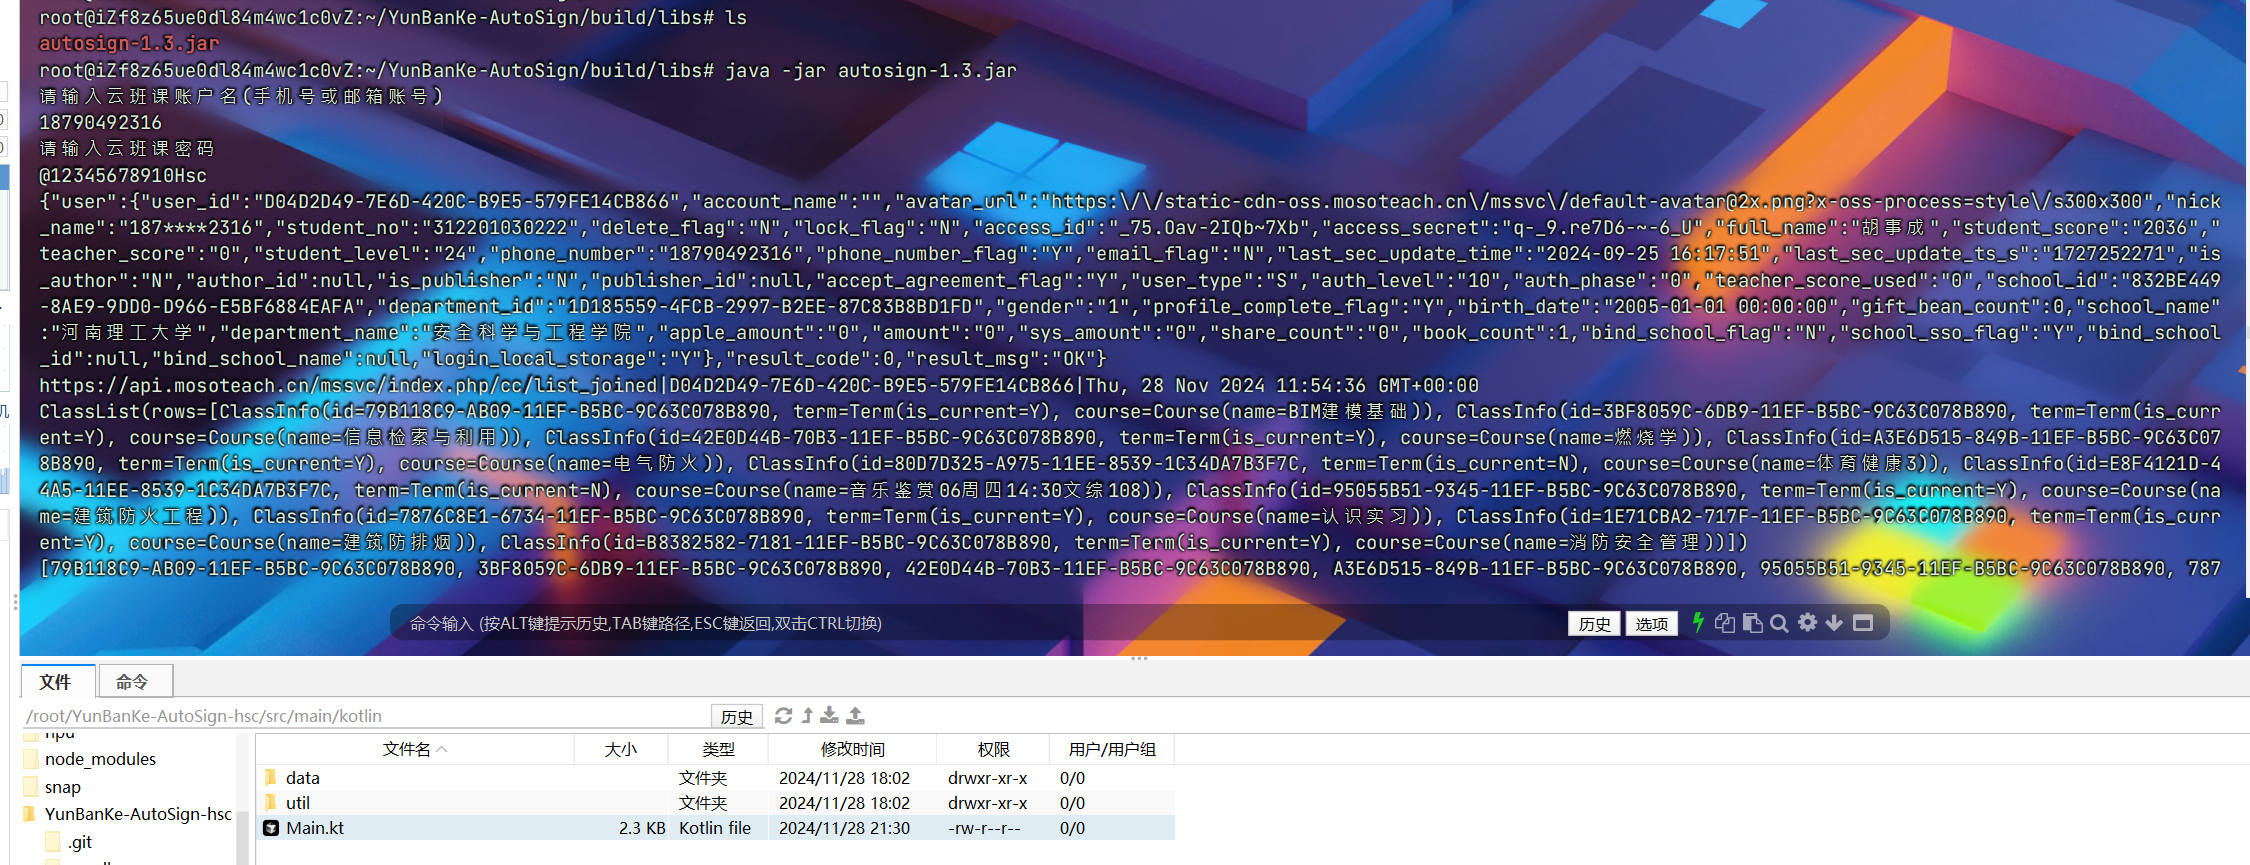 root@iZf8z65ue0dl84m4wc1c0vZ:~/YunBanKe-AutoSign/build/libs# ls
autosign-1.3.jar
root@iZf8z65ue0dl84m4wc1c0vZ:~/YunBanKe-AutoSign/build/libs# java -jar autosign-1.3.jar
请输入云班课账户名(手机号或邮箱账号)
18790492316
请输入云班课密码
@12345678910Hsc
{"user":{"user_id":"D04D2D49-7E6D-420C-B9E5-579FE14CB866","account_name":"","avatar_url":"https:\/\/static-cdn-oss.mosoteach.cn\/mssvc\/default-avatar@2x.png?x-oss-process=style\/s300x300","nick
_name":"187****2316","student_no":"312201030222","delete_flag":"N","lock_flag":"N","access_id":"_75.Oav-2IQb~7Xb","access_secret":"q-_9.re7D6-~-6_U","full_name":"胡事成","student_score":"2036","
teacher_score":"0","student_level":"24","phone_number":"18790492316","phone_number_flag":"Y","email_flag":"N","last_sec_update_time":"2024-09-25 16:17:51","last_sec_update_ts_s":"1727252271","is
_author":"N","author_id":null,"is_publisher":"N","publisher_id":null,"accept_agreement_flag":"Y","user_type":"S","auth_level":"10","auth_phase":"0","teacher_score_used":"0","school_id":"832BE449
-8AE9-9DD0-D966-E5BF6884EAFA","department_id":"1D185559-4FCB-2997-B2EE-87C83B8BD1FD","gender":"1","profile_complete_flag":"Y","birth_date":"2005-01-01 00:00:00","gift_bean_count":0,"school_name"
:"河南理工大学","department_name":"安全科学与工程学院","apple_amount":"0","amount":"0","sys_amount":"0","share_count":"0","book_count":1,"bind_school_flag":"N","school_sso_flag":"Y","bind_school
_id":null,"bind_school_name":null,"login_local_storage":"Y"},"result_code":0,"result_msg":"OK"}
https://api.mosoteach.cn/mssvc/index.php/cc/list_joined|D04D2D49-7E6D-420C-B9E5-579FE14CB866|Thu, 28 Nov 2024 11:54:36 GMT+00:00
ClassList(rows=[ClassInfo(id=79B118C9-AB09-11EF-B5BC-9C63C078B890, term=Term(is_current=Y), course=Course(name=BIM建模基础)), ClassInfo(id=3BF8059C-6DB9-11EF-B5BC-9C63C078B890, term=Term(is_curr
ent=Y), course=Course(name=信息检索与利用)), ClassInfo(id=42E0D44B-70B3-11EF-B5BC-9C63C078B890, term=Term(is_current=Y), course=Course(name=燃烧学)), ClassInfo(id=A3E6D515-849B-11EF-B5BC-9C63C07
8B890, term=Term(is_current=Y), course=Course(name=电气防火)), ClassInfo(id=80D7D325-A975-11EE-8539-1C34DA7B3F7C, term=Term(is_current=N), course=Course(name=体育健康3)), ClassInfo(id=E8F4121D-4
4A5-11EE-8539-1C34DA7B3F7C, term=Term(is_current=N), course=Course(name=音乐鉴赏06周四14:30文综108)), ClassInfo(id=95055B51-9345-11EF-B5BC-9C63C078B890, term=Term(is_current=Y), course=Course(na
me=建筑防火工程)), ClassInfo(id=7876C8E1-6734-11EF-B5BC-9C63C078B890, term=Term(is_current=Y), course=Course(name=认识实习)), ClassInfo(id=1E71CBA2-717F-11EF-B5BC-9C63C078B890, term=Term(is_curr
ent=Y), course=Course(name=建筑防排烟)), ClassInfo(id=B8382582-7181-11EF-B5BC-9C63C078B890, term=Term(is_current=Y), course=Course(name=消防安全管理))])
[79B118C9-AB09-11EF-B5BC-9C63C078B890, 3BF8059C-6DB9-11EF-B5BC-9C63C078B890, 42E0D44B-70B3-11EF-B5BC-9C63C078B890, A3E6D515-849B-11EF-B5BC-9C63C078B890, 95055B51-9345-11EF-B5BC-9C63C078B890, 787
命令输入 (按ALT键提示历史,TAB键路径,ESC键返回,双击CTRL切换) 历史 选项
文件 命令
/root/YunBanKe-AutoSign-hsc/src/main/kotlin 历史
文件名 大小 类型 修改时间 权限 用户/用户组
node_modules
snap
YunBanKe-AutoSign-hsc
.git
data 文件夹 2024/11/28 18:02 drwxr-xr-x 0/0
util 文件夹 2024/11/28 18:02 drwxr-xr-x 0/0
Main.kt 2.3 KB Kotlin file 2024/11/28 21:30 -rw-r--r-- 0/0